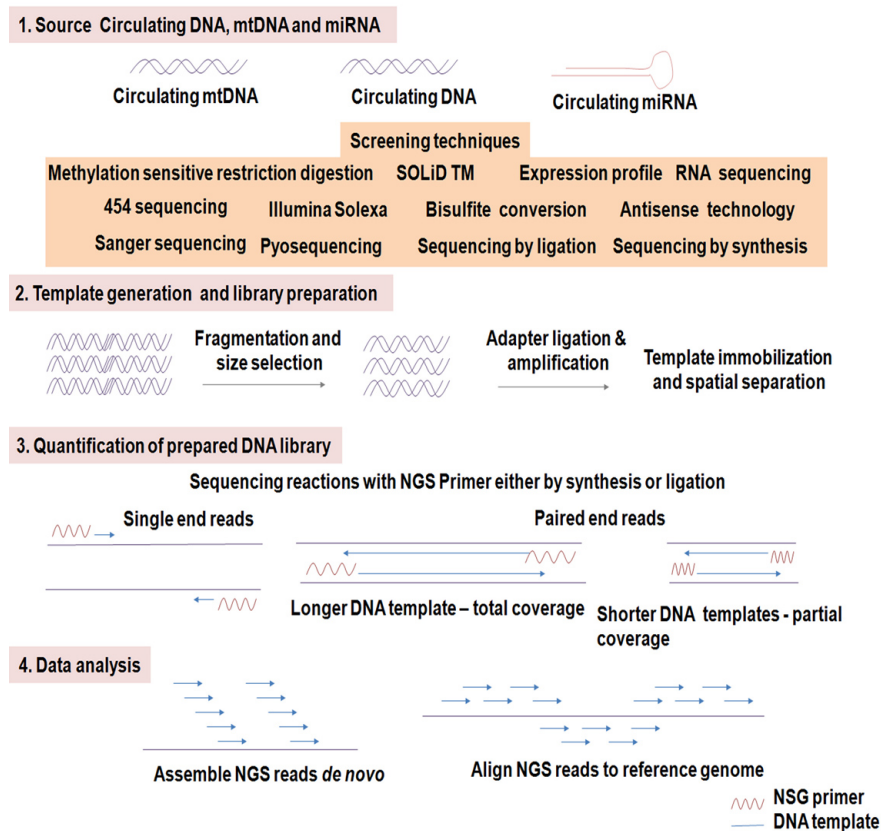 1. Source Circulating DNA, mtDNA and miRNA
Circulating mtDNA
Circulating DNA
Circulating miRNA
Screening techniques
Methylation sensitive restriction digestion SOLiD TM Expression profile RNA sequencing
454 sequencing Illumina Solexa Bisulfite conversion Antisense technology
Sanger sequencing Pyosequencing Sequencing by ligation Sequencing by synthesis
2. Template generation and library preparation
Fragmentation and
size selection
Adapter ligation &
amplification
Template immobilization
and spatial separation
3. Quantification of prepared DNA library
Sequencing reactions with NGS Primer either by synthesis or ligation
Single end reads
Paired end reads
Longer DNA template – total coverage
Shorter DNA templates - partial
coverage
4. Data analysis
Assemble NGS reads de novo
Align NGS reads to reference genome
NSG primer
DNA template